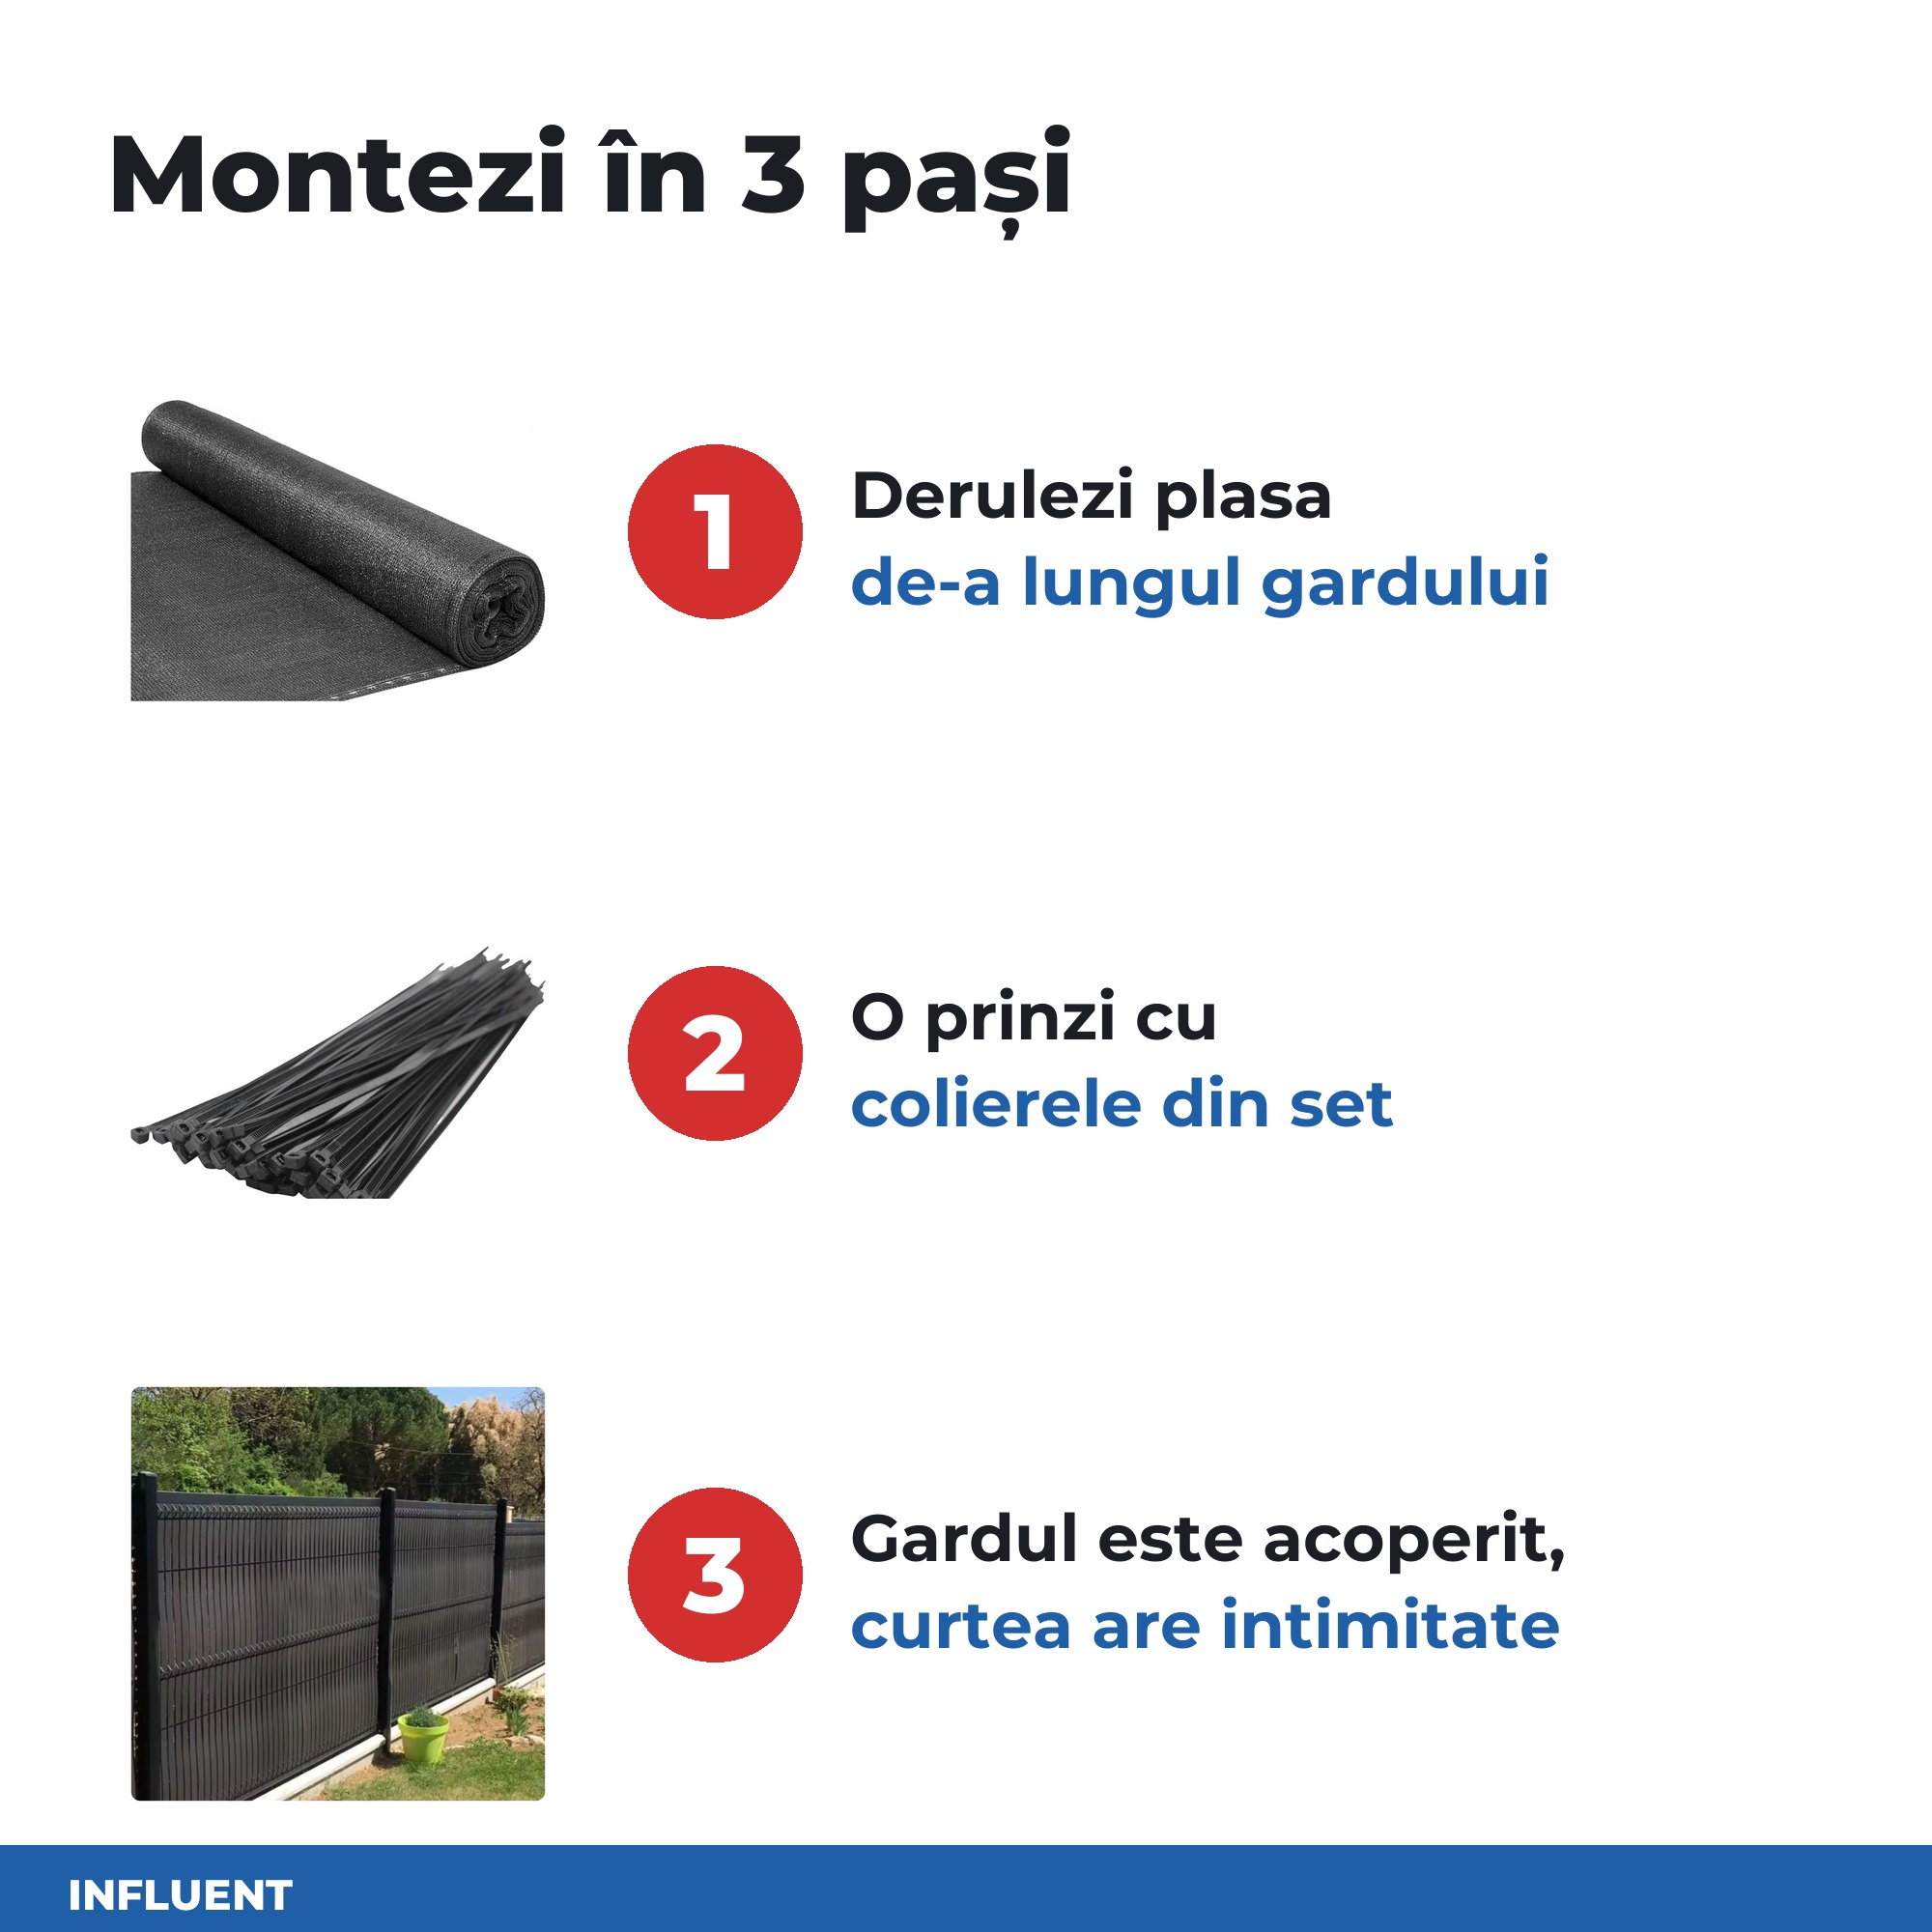 Montezi în 3 pași
1
Derulezi plasa
de-a lungul gardului
2
O prinzi cu
colierele din set
3
Gardul este acoperit,
curtea are intimitate
INFLUENT